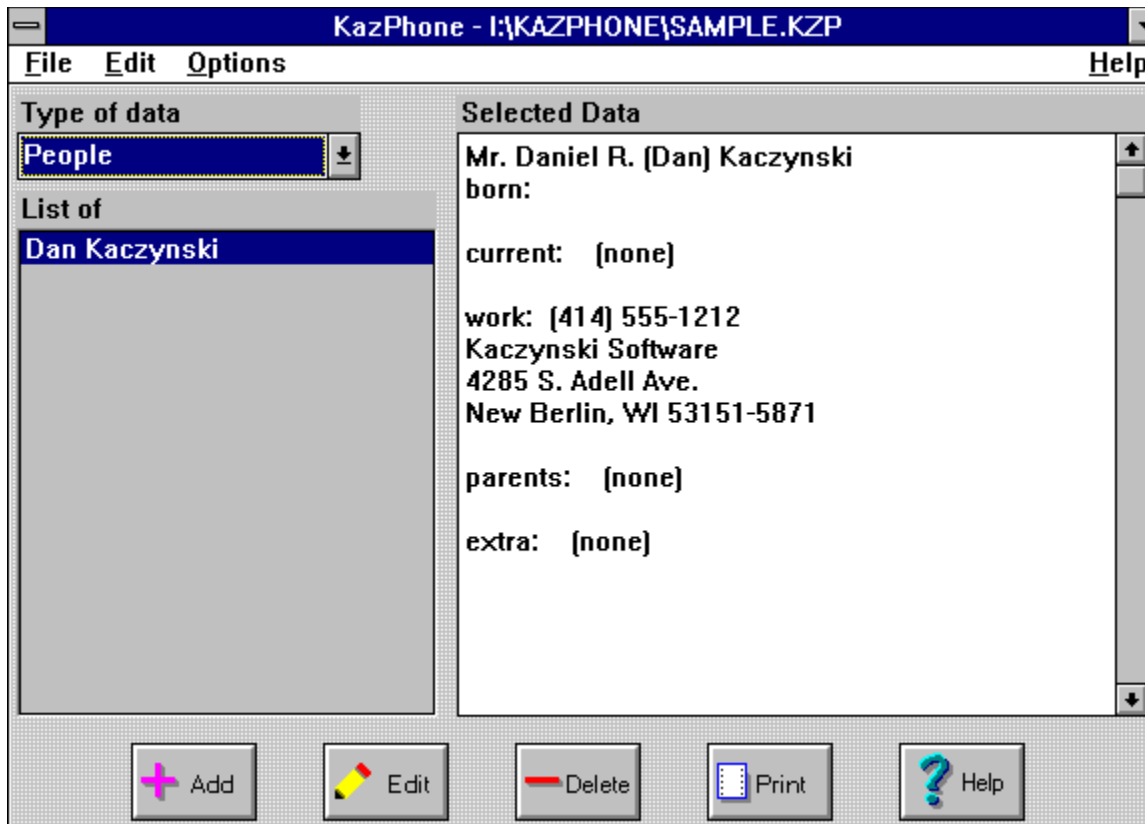 KazPhone - I:\KAZPHONE\SAMPLE.KZP
File Edit Options Help
Type of data
People
List of
Dan Kaczynski
Selected Data
Mr. Daniel R. (Dan) Kaczynski
born:
current: (none)
work: (414) 555-1212
Kaczynski Software
4285 S. Adell Ave.
New Berlin, WI 53151-5871
parents: (none)
extra: (none)
Add
Edit
Delete
Print
Help